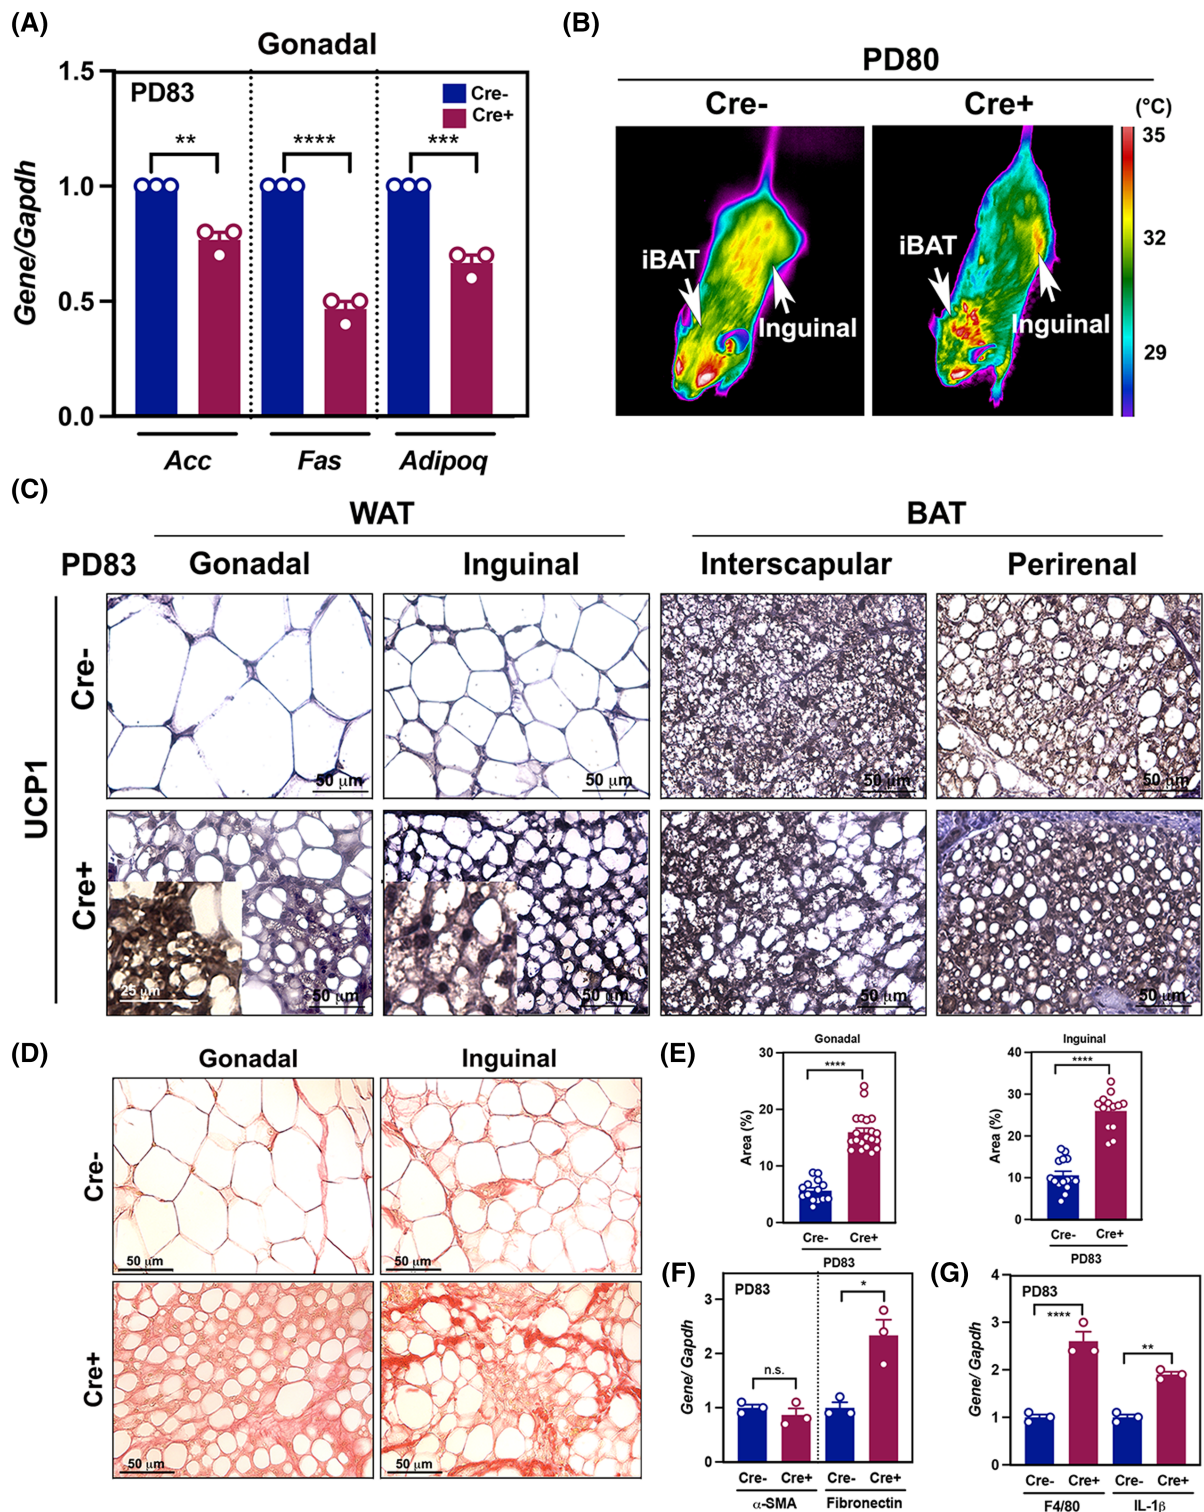 (A)
Gonadal
1.5
1.0
0.5
0.0
Gene/Gapdh
PD83
Cre-
Cre+
**
****
***
Acc
Fas
Adipoq
(B)
PD80
Cre-
Cre+
(°C)
35
32
29
iBAT
Inguinal
iBAT
Inguinal
(C)
WAT
BAT
PD83
Gonadal
Inguinal
Interscapular
Perirenal
UCP1
Cre-
50 µm
50 µm
50 µm
50 µm
Cre+
25 µm
50 µm
50 µm
50 µm
50 µm
(D)
Gonadal
Inguinal
Cre-
50 µm
50 µm
Cre+
50 µm
50 µm
(E)
Gonadal
30
20
10
0
Area (%)
****
Cre-
Cre+
PD83
Inguinal
40
30
20
10
0
Area (%)
****
Cre-
Cre+
PD83
(F)
PD83
3
2
1
0
Gene/ Gapdh
n.s.
*
Cre-
Cre+
Cre-
Cre+
α-SMA
Fibronectin
(G)
PD83
4
3
2
1
0
Gene/ Gapdh
****
**
Cre-
Cre+
Cre-
Cre+
F4/80
IL-1β